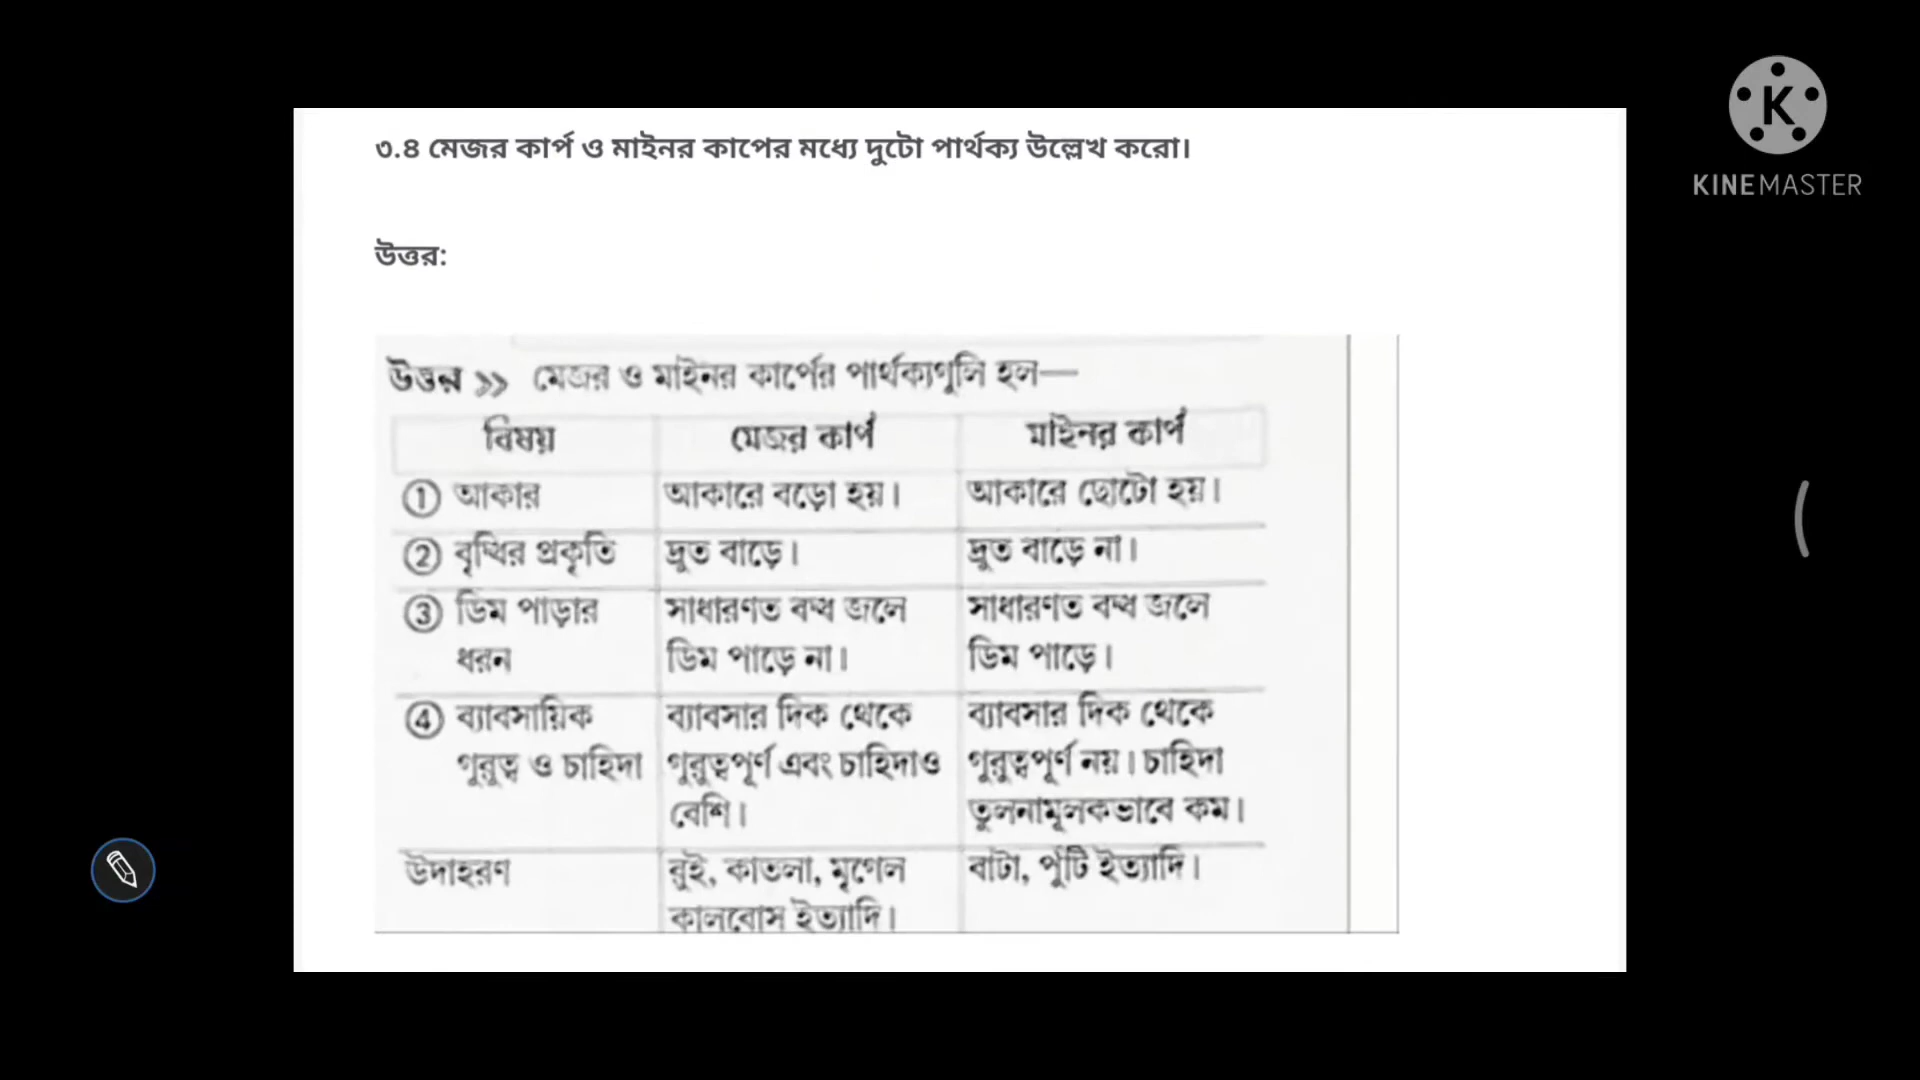 ৩.৪ মেজর কার্প ও মাইনর কাপের মধ্যে দুটো পার্থক্য উল্লেখ করো।
KINEMASTER
উত্তর:
উত্তর >> মেজর ও মাইনর কার্পের পার্থক্যগুলি হল—
বিষয় মেজর কার্প মাইনর কার্প
① আকার আকারে বড়ো হয়। আকারে ছোটো হয়।
② বৃদ্ধির প্রকৃতি দ্রুত বাড়ে। দ্রুত বাড়ে না।
③ ডিম পাড়ার সাধারণত বদ্ধ জলে সাধারণত বদ্ধ জলে
ধরন ডিম পাড়ে না। ডিম পাড়ে।
④ ব্যাবসায়িক ব্যাবসার দিক থেকে ব্যাবসার দিক থেকে
গুরুত্ব ও চাহিদা গুরুত্বপূর্ণ এবং চাহিদাও গুরুত্বপূর্ণ নয়। চাহিদা
বেশি। তুলনামূলকভাবে কম।
উদাহরণ রুই, কাতলা, মৃগেল বাটা, পুঁটি ইত্যাদি।
কালবোস ইত্যাদি।